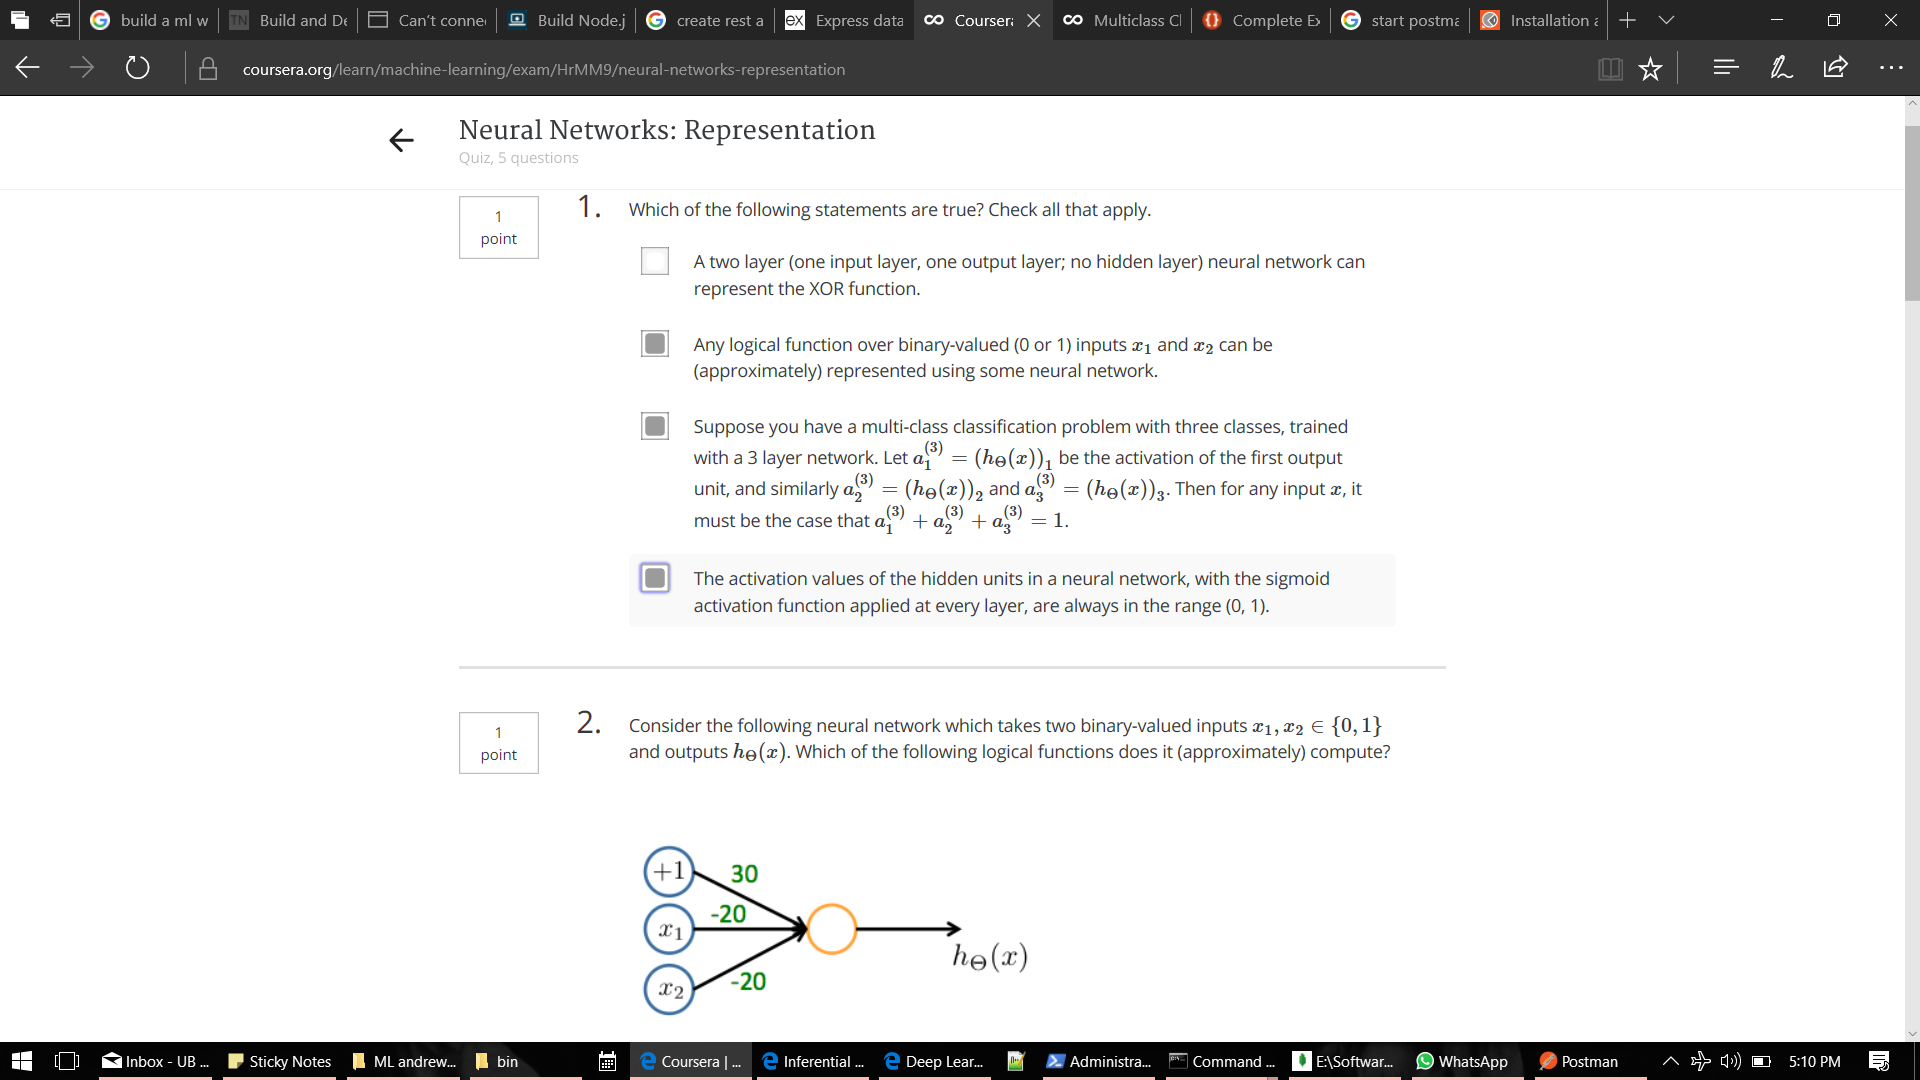 build a ml w
TN Build and De
Can't connec
Build Node.j
create rest a
ex Express data
Coursera
Multiclass Cl
Complete Ex
start postma
Installation a
coursera.org/learn/machine-learning/exam/HrMM9/neural-networks-representation
Neural Networks: Representation
Quiz, 5 questions
1
point
1. Which of the following statements are true? Check all that apply.
A two layer (one input layer, one output layer; no hidden layer) neural network can
represent the XOR function.
Any logical function over binary-valued (0 or 1) inputs x₁ and x₂ can be
(approximately) represented using some neural network.
Suppose you have a multi-class classification problem with three classes, trained
with a 3 layer network. Let a₁⁽³⁾ = (hΘ(x))₁ be the activation of the first output
unit, and similarly a₂⁽³⁾ = (hΘ(x))₂ and a₃⁽³⁾ = (hΘ(x))₃. Then for any input x, it
must be the case that a₁⁽³⁾ + a₂⁽³⁾ + a₃⁽³⁾ = 1.
The activation values of the hidden units in a neural network, with the sigmoid
activation function applied at every layer, are always in the range (0, 1).
1
point
2. Consider the following neural network which takes two binary-valued inputs x₁, x₂ ∈ {0, 1}
and outputs hΘ(x). Which of the following logical functions does it (approximately) compute?
+1
30
-20
x₁
hΘ(x)
-20
x₂
Inbox - UB ...
Sticky Notes
ML andrew...
bin
Coursera | ...
Inferential ...
Deep Lear...
Administra...
Command ...
E:\Softwar...
WhatsApp
Postman
5:10 PM